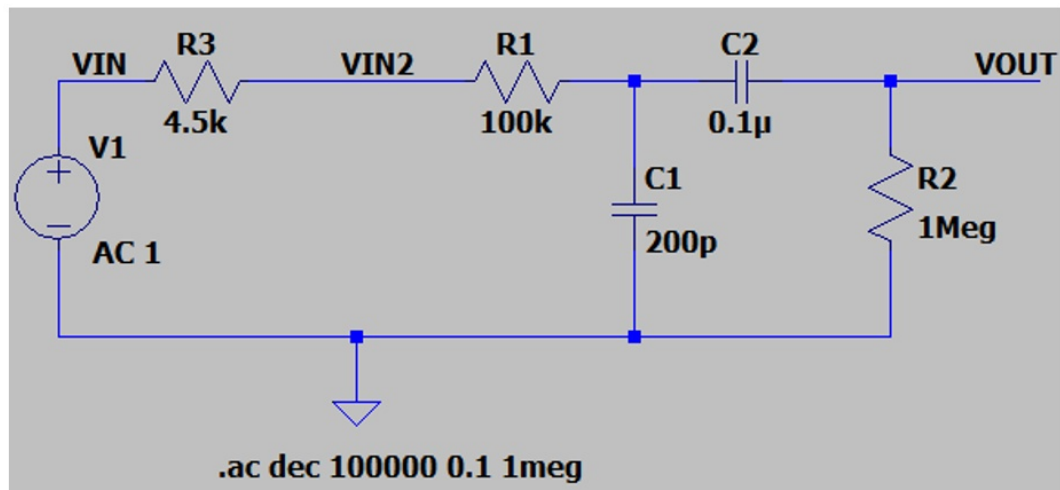 VIN
R3
4.5k
VIN2
R1
100k
C2
0.1µ
VOUT
V1
AC 1
C1
200p
R2
1Meg
.ac dec 100000 0.1 1meg